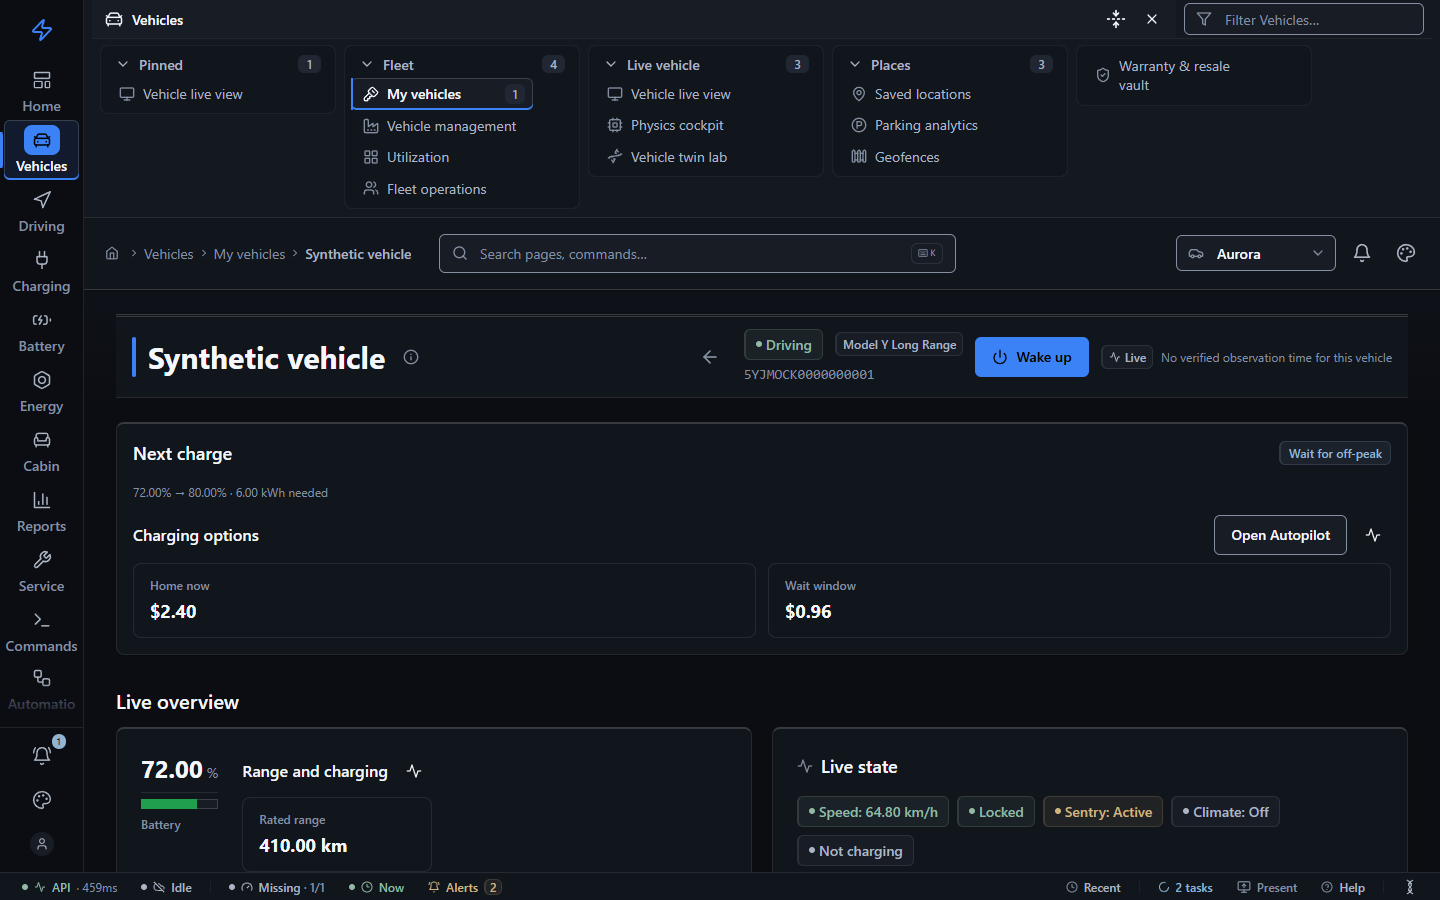 Vehicles
Filter Vehicles...
Pinned 1
Vehicle live view
Fleet 4
My vehicles 1
Vehicle management
Utilization
Fleet operations
Live vehicle 3
Vehicle live view
Physics cockpit
Vehicle twin lab
Places 3
Saved locations
Parking analytics
Geofences
Warranty & resale
vault
Home
Vehicles
Driving
Charging
Battery
Energy
Cabin
Reports
Service
Commands
Automatio
1
Vehicles > My vehicles > Synthetic vehicle
Search pages, commands... K
Aurora
Synthetic vehicle
Driving
Model Y Long Range
5YJMOCK0000000001
Wake up
Live
No verified observation time for this vehicle
Next charge
Wait for off-peak
72.00% → 80.00% · 6.00 kWh needed
Charging options
Open Autopilot
Home now
$2.40
Wait window
$0.96
Live overview
72.00 %
Battery
Range and charging
Rated range
410.00 km
Live state
Speed: 64.80 km/h
Locked
Sentry: Active
Climate: Off
Not charging
API · 459ms
Idle
Missing · 1/1
Now
Alerts 2
Recent
2 tasks
Present
Help